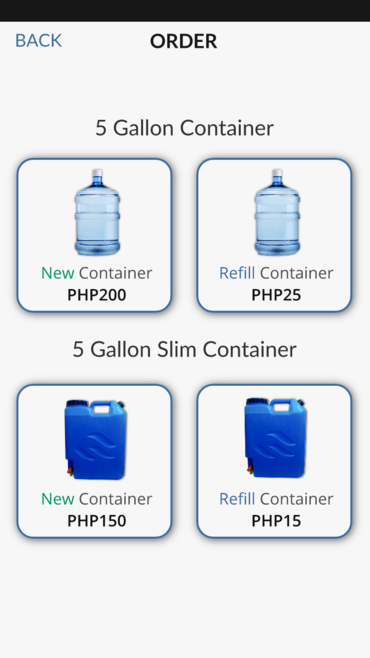 BACK
ORDER
5 Gallon Container
New Container
PHP200
Refill Container
PHP25
5 Gallon Slim Container
New Container
PHP150
Refill Container
PHP15